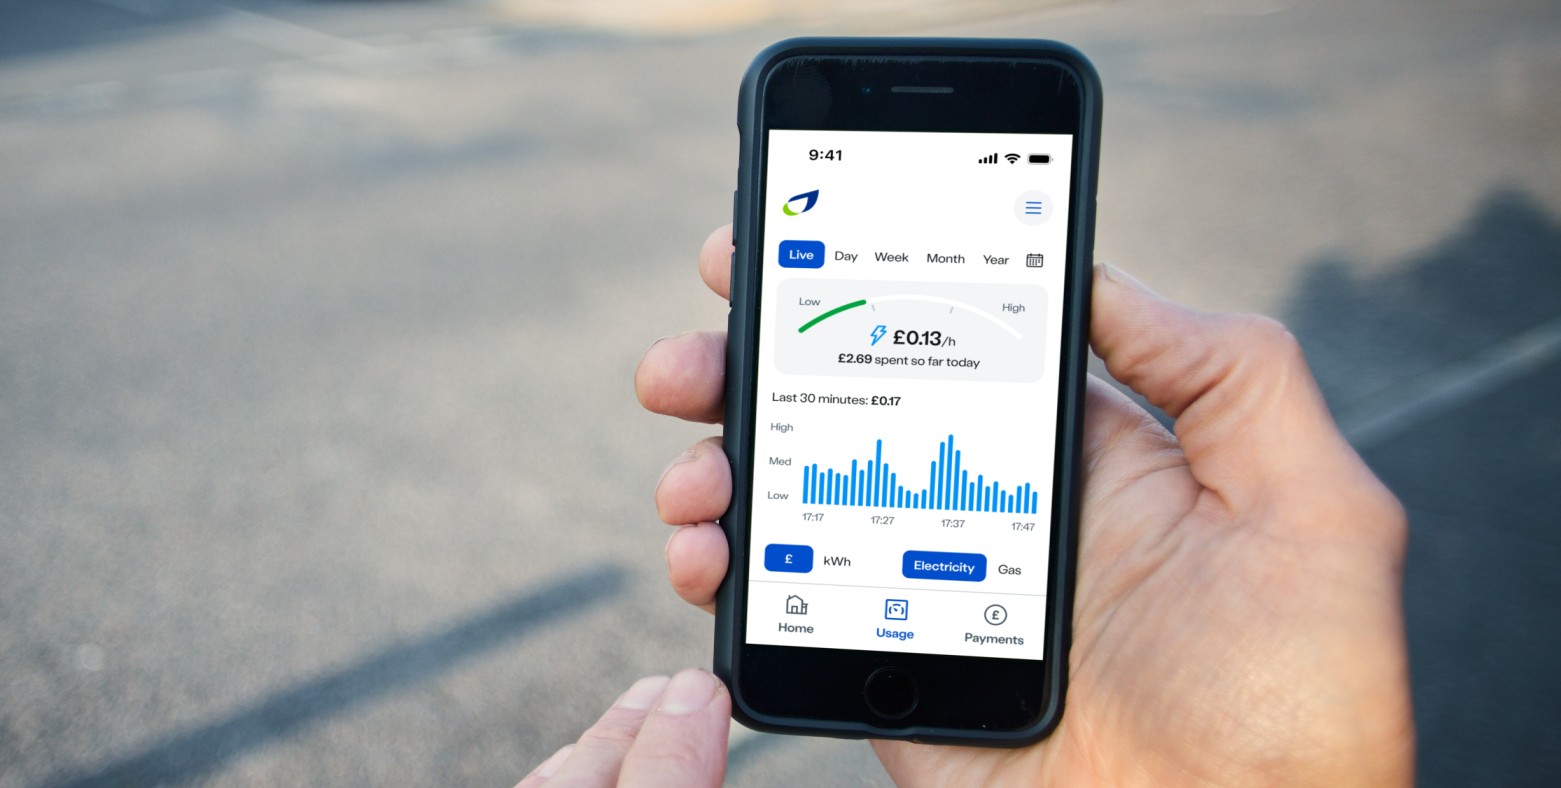 9:41
Live Day Week Month Year
Low High
£0.13/h
£2.69 spent so far today
Last 30 minutes: £0.17
High
Med
Low
17:17 17:27 17:37 17:47
£ kWh Electricity Gas
Home Usage Payments